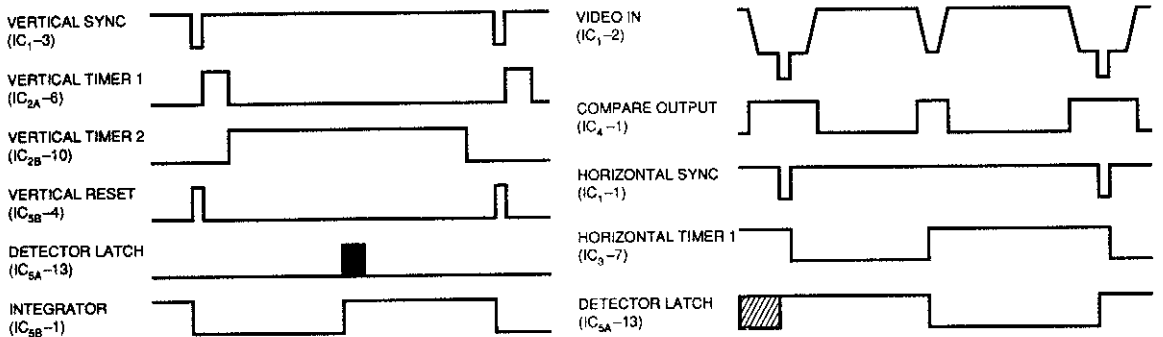 VERTICAL SYNC
(IC₁–3)
VERTICAL TIMER 1
(IC₂A–6)
VERTICAL TIMER 2
(IC₂B–10)
VERTICAL RESET
(IC₅B–4)
DETECTOR LATCH
(IC₅A–13)
INTEGRATOR
(IC₅B–1)
VIDEO IN
(IC₁–2)
COMPARE OUTPUT
(IC₄–1)
HORIZONTAL SYNC
(IC₁–1)
HORIZONTAL TIMER 1
(IC₃–7)
DETECTOR LATCH
(IC₅A–13)